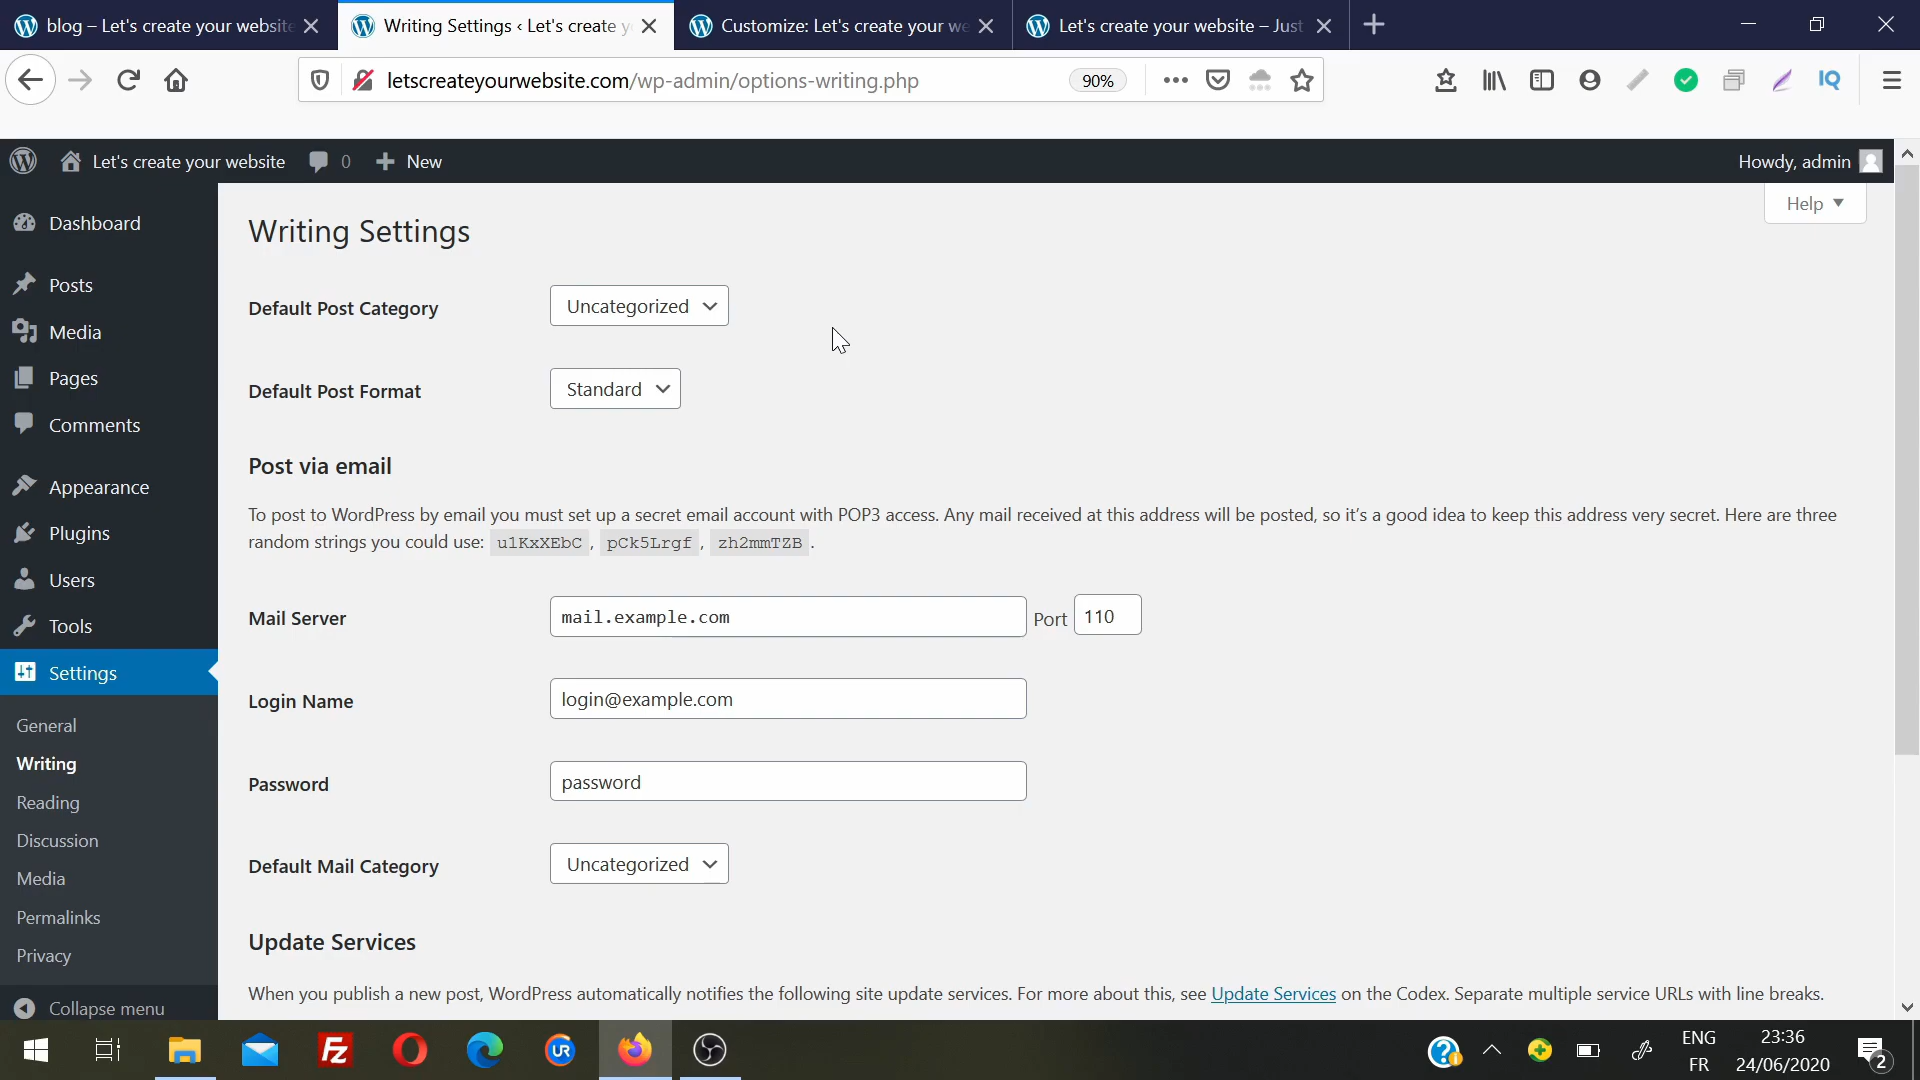 blog – Let's create your website
Writing Settings ‹ Let's create y
Customize: Let's create your we
Let's create your website – Just
letscreateyourwebsite.com/wp-admin/options-writing.php
90%
IQ
Let's create your website
0
New
Howdy, admin
Help
Dashboard
Posts
Media
Pages
Comments
Appearance
Plugins
Users
Tools
Settings
General
Writing
Reading
Discussion
Media
Permalinks
Privacy
Collapse menu
Writing Settings
Default Post Category
Uncategorized
Default Post Format
Standard
Post via email
To post to WordPress by email you must set up a secret email account with POP3 access. Any mail received at this address will be posted, so it’s a good idea to keep this address very secret. Here are three
random strings you could use: u1KxXEbC , pCk5Lrgf , zh2mmTZB .
Mail Server
mail.example.com
Port
110
Login Name
login@example.com
Password
password
Default Mail Category
Uncategorized
Update Services
When you publish a new post, WordPress automatically notifies the following site update services. For more about this, see Update Services on the Codex. Separate multiple service URLs with line breaks.
FZ
UR
ENG
FR
23:36
24/06/2020
2